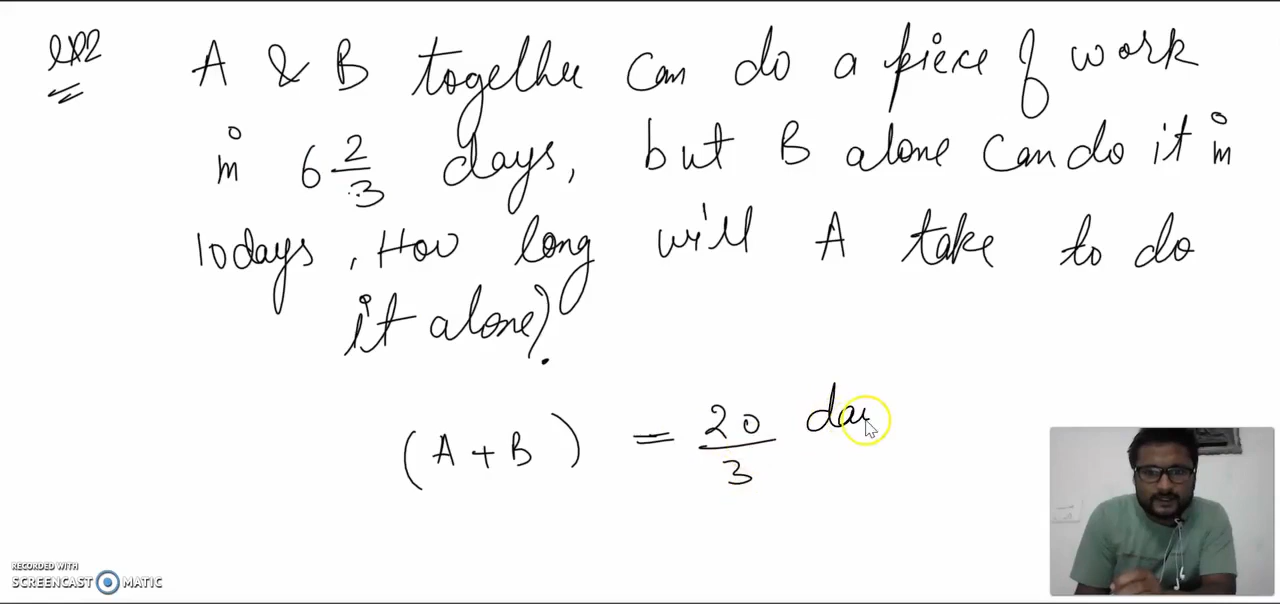 ex2
A & B together can do a piece of work
in 6 2/3 days, but B alone can do it in
10days, How long will A take to do
it alone?
(A + B) = 20/3 day
RECORDED WITH
SCREENCAST MATIC